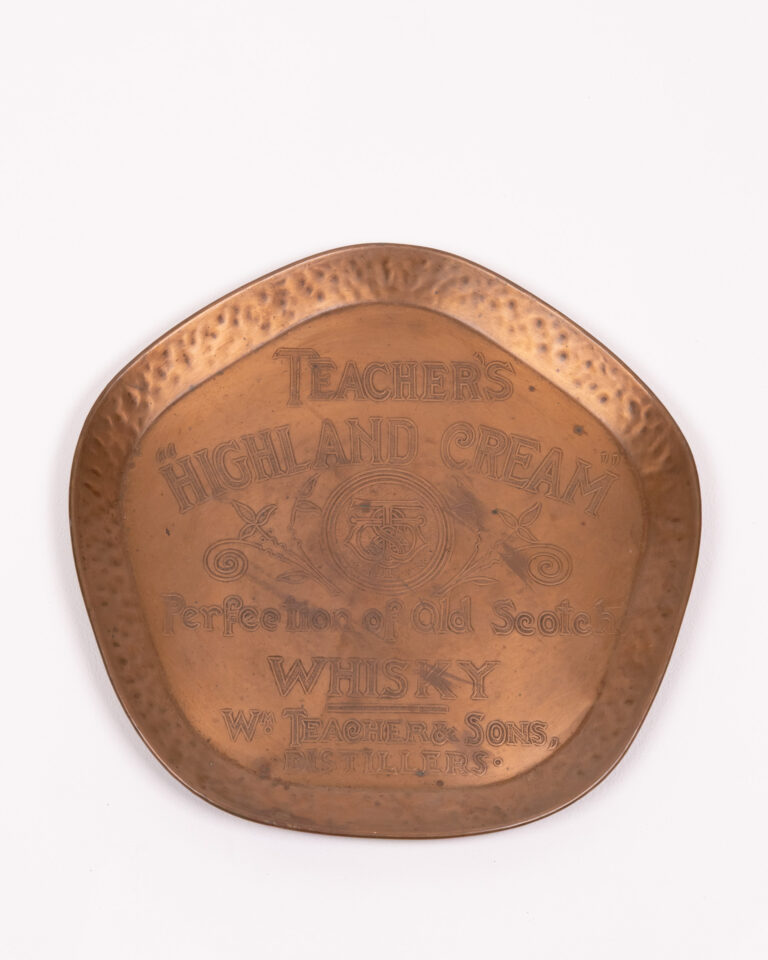 TEACHER'S
"HIGHLAND CREAM"
Perfection of Old Scotch
WHISKY
Wm. TEACHER & SONS,
DISTILLERS.